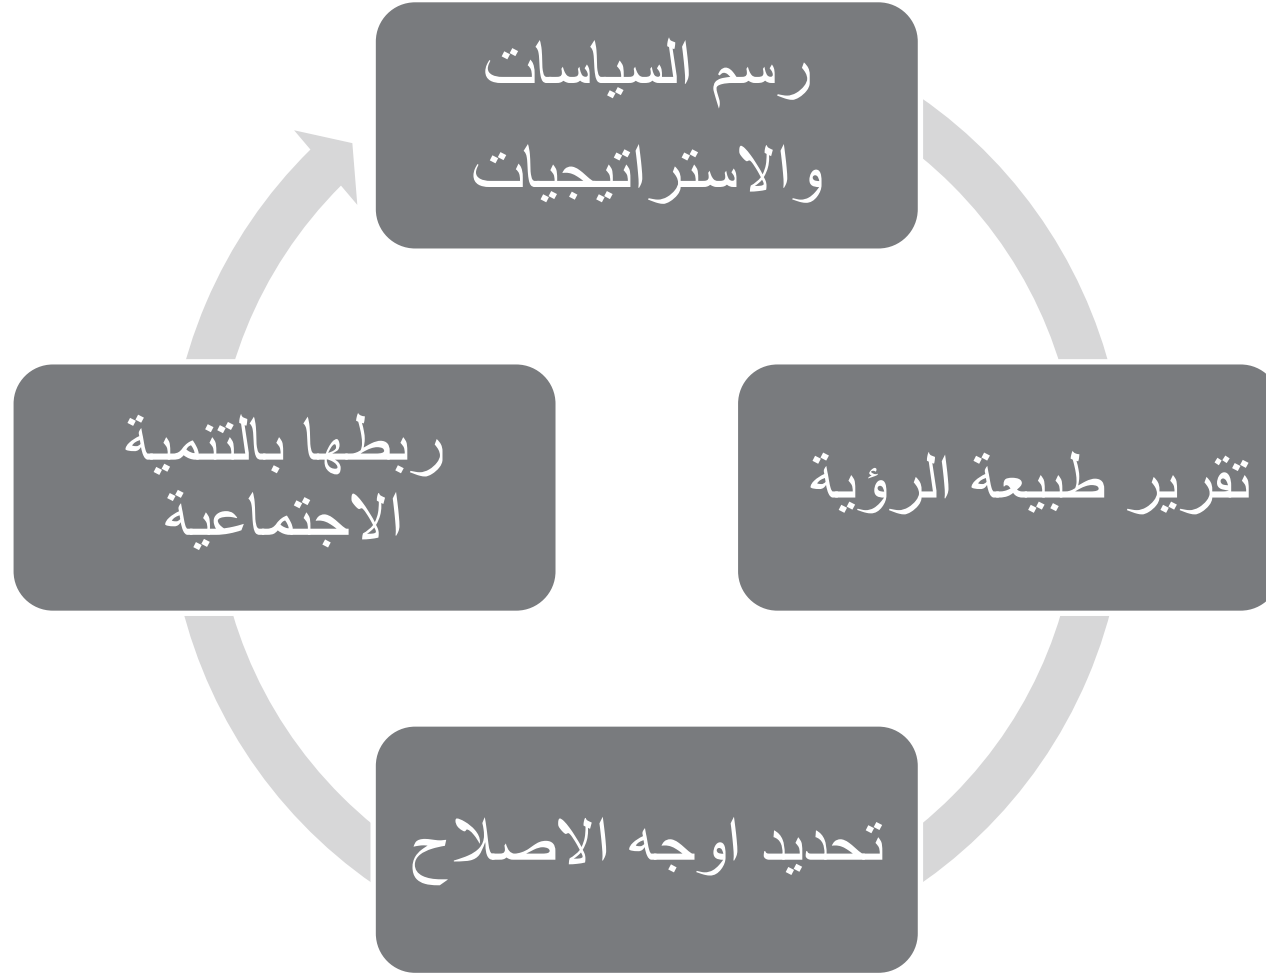 رسم السياسات
والاستراتيجيات
تقرير طبيعة الرؤية
تحديد اوجه الاصلاح
ربطها بالتنمية
الاجتماعية